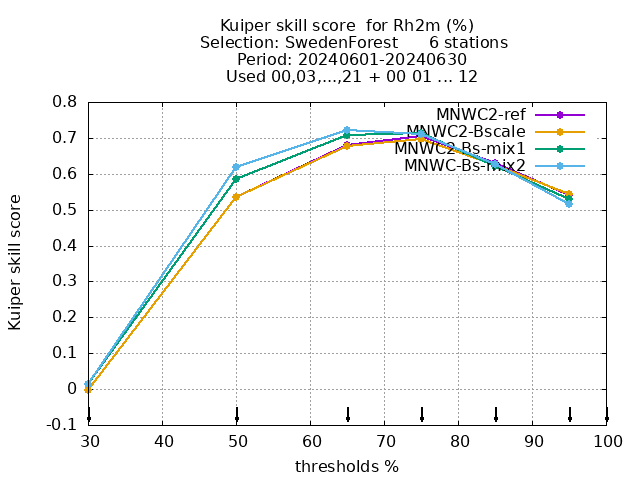 Kuiper skill score  for Rh2m (%)
Selection: SwedenForest      6 stations
Period: 20240601-20240630
Used 00,03,...,21 + 00 01 ... 12
MNWC2-ref
MNWC2-Bscale
MNWC2-Bs-mix1
MNWC-Bs-mix2
Kuiper skill score
0.8
0.7
0.6
0.5
0.4
0.3
0.2
0.1
0
-0.1
30 40 50 60 70 80 90 100
thresholds %